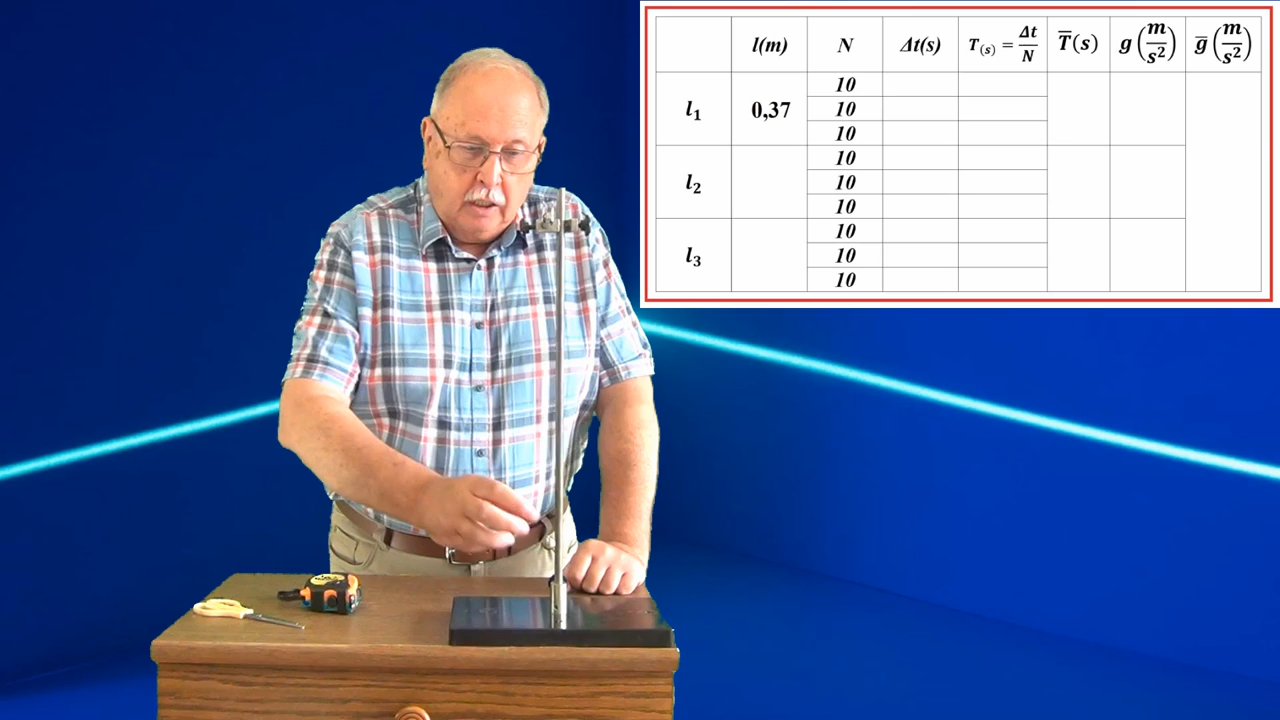 l(m) N Δt(s) T(s) = Δt/N T̅(s) g(m/s²) g̅(m/s²)
l₁ 0,37 10
10
10
l₂ 10
10
10
l₃ 10
10
10